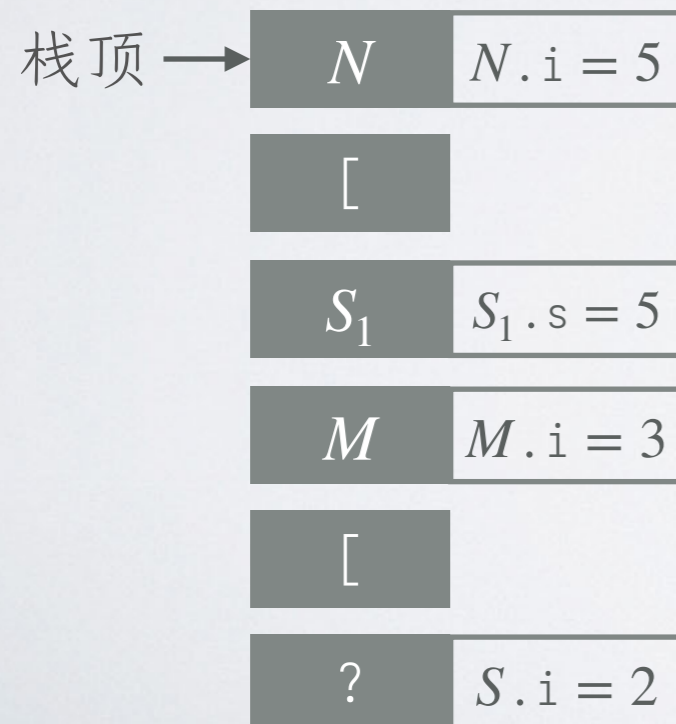 栈顶 → N N.i = 5
[
S₁ S₁.s = 5
M M.i = 3
[
? S.i = 2